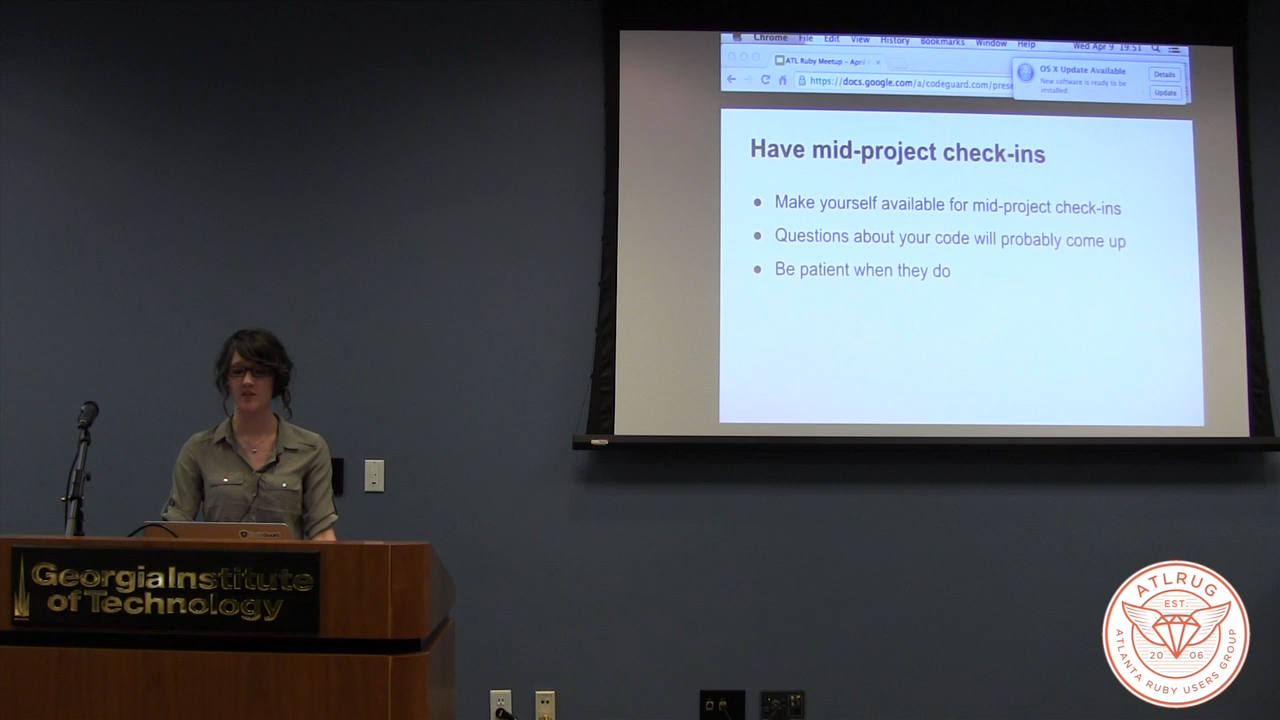 Chrome File Edit View History Bookmarks Window Help Wed Apr 9 19:51
ATL Ruby Meetup – April
https://docs.google.com/a/codeguard.com/prese
OS X Update Available
New software is ready to be
installed.
Details
Update
Have mid-project check-ins
● Make yourself available for mid-project check-ins
● Questions about your code will probably come up
● Be patient when they do
GeorgiaInstitute
of Technology
ATLRUG
EST.
20 06
ATLANTA RUBY USERS GROUP